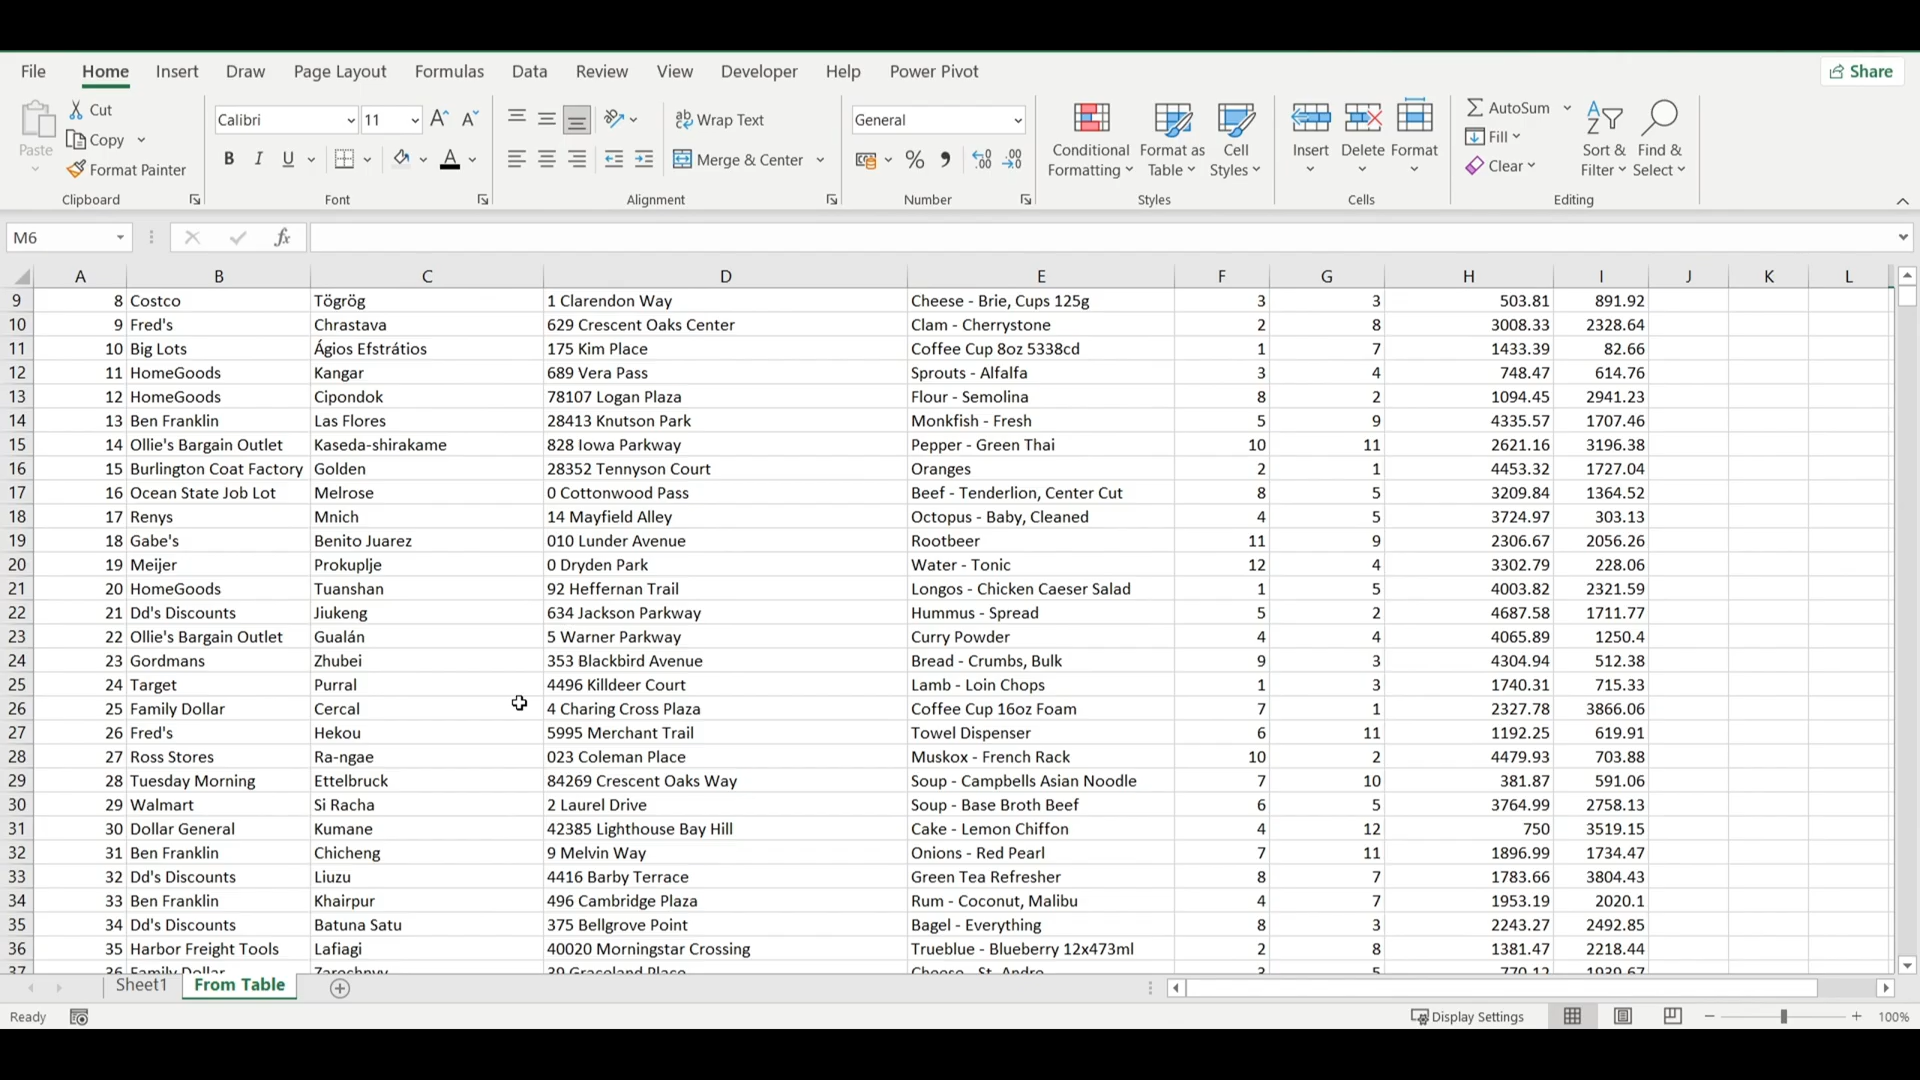 File Home Insert Draw Page Layout Formulas Data Review View Developer Help Power Pivot Share
Paste Cut Copy Format Painter Clipboard
Calibri 11 B I U A Font
Wrap Text Merge & Center Alignment
General % Number
Conditional Formatting Format as Table Cell Styles Styles
Insert Delete Format Cells
AutoSum Fill Clear Sort & Filter Find & Select Editing
M6 fx
A B C D E F G H I J K L
9 8 Costco Tögrög 1 Clarendon Way Cheese - Brie, Cups 125g 3 3 503.81 891.92
10 9 Fred's Chrastava 629 Crescent Oaks Center Clam - Cherrystone 2 8 3008.33 2328.64
11 10 Big Lots Ágios Efstrátios 175 Kim Place Coffee Cup 8oz 5338cd 1 7 1433.39 82.66
12 11 HomeGoods Kangar 689 Vera Pass Sprouts - Alfalfa 3 4 748.47 614.76
13 12 HomeGoods Cipondok 78107 Logan Plaza Flour - Semolina 8 2 1094.45 2941.23
14 13 Ben Franklin Las Flores 28413 Knutson Park Monkfish - Fresh 5 9 4335.57 1707.46
15 14 Ollie's Bargain Outlet Kaseda-shirakame 828 Iowa Parkway Pepper - Green Thai 10 11 2621.16 3196.38
16 15 Burlington Coat Factory Golden 28352 Tennyson Court Oranges 2 1 4453.32 1727.04
17 16 Ocean State Job Lot Melrose 0 Cottonwood Pass Beef - Tenderlion, Center Cut 8 5 3209.84 1364.52
18 17 Renys Mnich 14 Mayfield Alley Octopus - Baby, Cleaned 4 5 3724.97 303.13
19 18 Gabe's Benito Juarez 010 Lunder Avenue Rootbeer 11 9 2306.67 2056.26
20 19 Meijer Prokuplje 0 Dryden Park Water - Tonic 12 4 3302.79 228.06
21 20 HomeGoods Tuanshan 92 Heffernan Trail Longos - Chicken Caeser Salad 1 5 4003.82 2321.59
22 21 Dd's Discounts Jiukeng 634 Jackson Parkway Hummus - Spread 5 2 4687.58 1711.77
23 22 Ollie's Bargain Outlet Gualán 5 Warner Parkway Curry Powder 4 4 4065.89 1250.4
24 23 Gordmans Zhubei 353 Blackbird Avenue Bread - Crumbs, Bulk 9 3 4304.94 512.38
25 24 Target Purral 4496 Killdeer Court Lamb - Loin Chops 1 3 1740.31 715.33
26 25 Family Dollar Cercal 4 Charing Cross Plaza Coffee Cup 16oz Foam 7 1 2327.78 3866.06
27 26 Fred's Hekou 5995 Merchant Trail Towel Dispenser 6 11 1192.25 619.91
28 27 Ross Stores Ra-ngae 023 Coleman Place Muskox - French Rack 10 2 4479.93 703.88
29 28 Tuesday Morning Ettelbruck 84269 Crescent Oaks Way Soup - Campbells Asian Noodle 7 10 381.87 591.06
30 29 Walmart Si Racha 2 Laurel Drive Soup - Base Broth Beef 6 5 3764.99 2758.13
31 30 Dollar General Kumane 42385 Lighthouse Bay Hill Cake - Lemon Chiffon 4 12 750 3519.15
32 31 Ben Franklin Chicheng 9 Melvin Way Onions - Red Pearl 7 11 1896.99 1734.47
33 32 Dd's Discounts Liuzu 4416 Barby Terrace Green Tea Refresher 8 7 1783.66 3804.43
34 33 Ben Franklin Khairpur 496 Cambridge Plaza Rum - Coconut, Malibu 4 7 1953.19 2020.1
35 34 Dd's Discounts Batuna Satu 375 Bellgrove Point Bagel - Everything 8 3 2243.27 2492.85
36 35 Harbor Freight Tools Lafiagi 40020 Morningstar Crossing Trueblue - Blueberry 12x473ml 2 8 1381.47 2218.44
37 36 Family Dollar 39 Graceland Place Cheese - St. Andre 3 5 770.12 1939.67
Sheet1 From Table
Ready Display Settings 100%